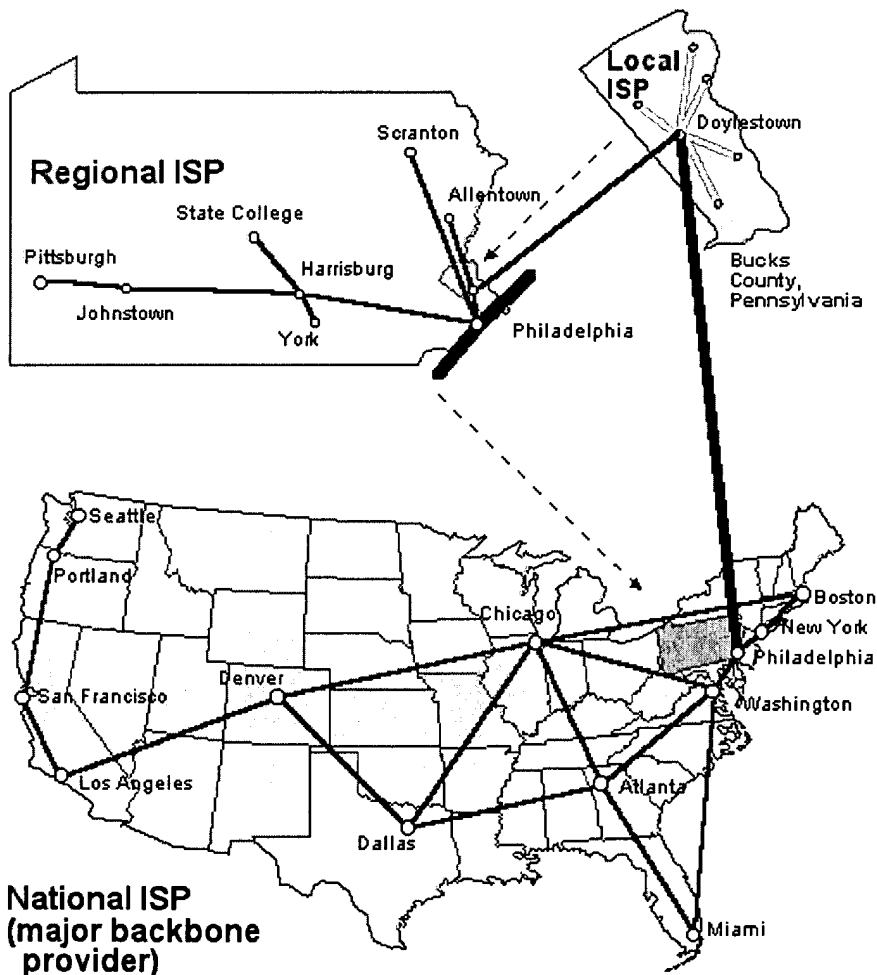 Local
ISP
Doylestown
Scranton
Regional ISP
Allentown
State College
Pittsburgh
Harrisburg
Johnstown
York
Philadelphia
Bucks
County,
Pennsylvania
Seattle
Portland
Chicago
Boston
New York
Philadelphia
Denver
San Francisco
Washington
Los Angeles
Atlanta
Dallas
National ISP
(major backbone
provider)
Miami